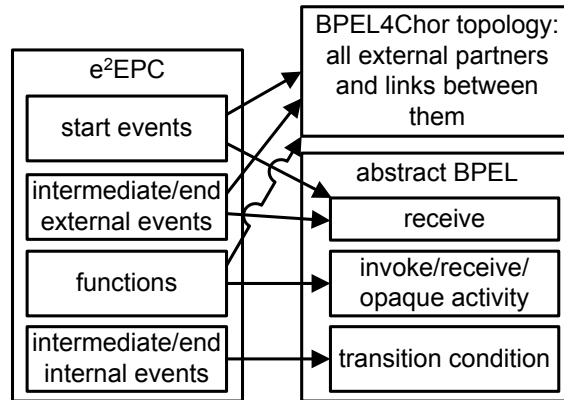 e²EPC
start events
intermediate/end
external events
functions
intermediate/end
internal events
BPEL4Chor topology:
all external partners
and links between
them
abstract BPEL
receive
invoke/receive/
opaque activity
transition condition